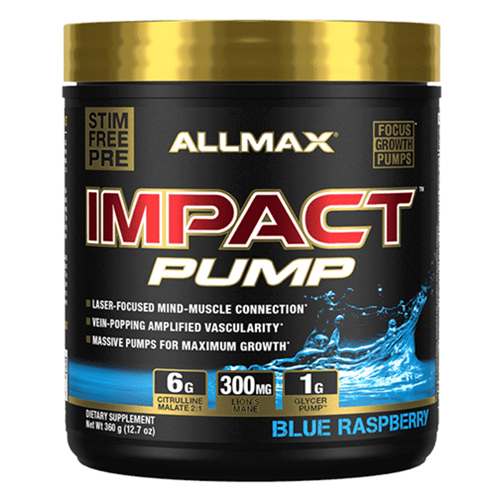 STIM
FREE
PRE
ALLMAX®
FOCUS
GROWTH
PUMPS
IMPACT™
PUMP
LASER-FOCUSED MIND-MUSCLE CONNECTION*
VEIN-POPPING AMPLIFIED VASCULARITY*
MASSIVE PUMPS FOR MAXIMUM GROWTH*
6G
CITRULLINE
MALATE 2:1
300MG
LION'S
MANE
1G
GLYCER
PUMP™
DIETARY SUPPLEMENT
Net Wt 360 g (12.7 oz)
BLUE RASPBERRY